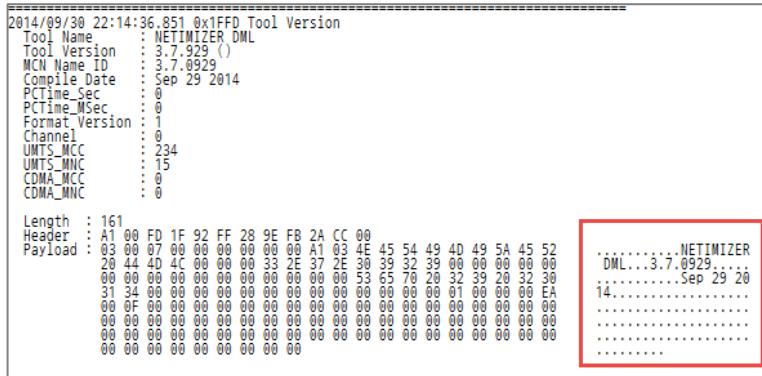 ================================================================================
2014/09/30 22:14:36.851 0x1FFD Tool Version
Tool Name : NETIMIZER DML
Tool Version : 3.7.929 ()
MCN Name ID : 3.7.0929
Compile Date : Sep 29 2014
PCTime_Sec : 0
PCTime_MSec : 0
Format Version : 1
Channel : 0
UMTS_MCC : 234
UMTS_MNC : 15
CDMA_MCC : 0
CDMA_MNC : 0
Length : 161
Header : A1 00 FD 1F 92 FF 28 9E FB 2A CC 00
Payload : 03 00 07 00 00 00 00 00 00 A1 03 4E 45 54 49 4D 49 5A 45 52 ...........NETIMIZER
20 44 4D 4C 00 00 00 33 2E 37 2E 30 39 32 39 00 00 00 00 00 DML...3.7.0929.....
00 00 00 00 00 00 00 00 00 00 00 53 65 70 20 32 39 20 32 30 ...........Sep 29 20
31 34 00 00 00 00 00 00 00 00 00 00 00 00 00 01 00 00 00 EA 14..................
00 0F 00 00 00 00 00 00 00 00 00 00 00 00 00 00 00 00 00 00 ....................
00 00 00 00 00 00 00 00 00 00 00 00 00 00 00 00 00 00 00 00 ....................
00 00 00 00 00 00 00 00 00 00 00 00 00 00 00 00 00 00 00 00 ....................
00 00 00 00 00 00 00 00 00 .........